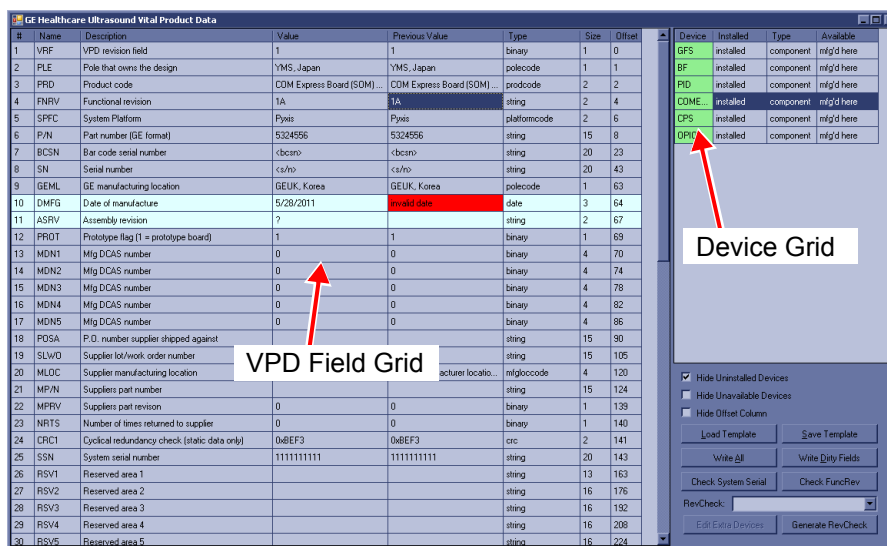 GE Healthcare Ultrasound Vital Product Data
# Name Description Value Previous Value Type Size Offset
1 VRF VPD revision field 1 1 binary 1 0
2 PLE Pole that owns the design YMS, Japan YMS, Japan polecode 1 1
3 PRD Product code COM Express Board (SOM) ... COM Express Board (SOM) ... prodcode 2 2
4 FNRV Functional revision 1A 1A string 2 4
5 SPFC System Platform Pyxis Pyxis platformcode 2 6
6 P/N Part number (GE format) 5324556 5324556 string 15 8
7 BCSN Bar code serial number <bcsn> <bcsn> string 20 23
8 SN Serial number <s/n> <s/n> string 20 43
9 GEML GE manufacturing location GEUK, Korea GEUK, Korea polecode 1 63
10 DMFG Date of manufacture 5/28/2011 invalid date date 3 64
11 ASRV Assembly revision ? string 2 67
12 PROT Prototype flag (1 = prototype board) 1 1 binary 1 69
13 MDN1 Mfg DCAS number 0 0 binary 4 70
14 MDN2 Mfg DCAS number 0 0 binary 4 74
15 MDN3 Mfg DCAS number 0 0 binary 4 78
16 MDN4 Mfg DCAS number 0 0 binary 4 82
17 MDN5 Mfg DCAS number 0 0 binary 4 86
18 POSA P.O. number supplier shipped against string 15 90
19 SLWO Supplier lot/work order number string 15 105
20 MLOC Supplier manufacturing location acturer locatio... mfgloccode 4 120
21 MP/N Suppliers part number string 15 124
22 MPRV Suppliers part revison 0 0 binary 1 139
23 NRTS Number of times returned to supplier 0 0 binary 1 140
24 CRC1 Cyclical redundancy check (static data only) 0xBEF3 0xBEF3 crc 2 141
25 SSN System serial number 1111111111 1111111111 string 20 143
26 RSV1 Reserved area 1 string 13 163
27 RSV2 Reserved area 2 string 16 176
28 RSV3 Reserved area 3 string 16 192
29 RSV4 Reserved area 4 string 16 208
30 RSV5 Reserved area 5 string 16 224
VPD Field Grid
Device Installed Type Available
GFS installed component mfg'd here
BF installed component mfg'd here
PID installed component mfg'd here
COME... installed component mfg'd here
CPS installed component mfg'd here
OPIO installed component mfg'd here
Device Grid
Hide Uninstalled Devices
Hide Unavailable Devices
Hide Offset Column
Load Template Save Template
Write All Write Dirty Fields
Check System Serial Check FuncRev
RevCheck:
Edit Extra Devices Generate RevCheck